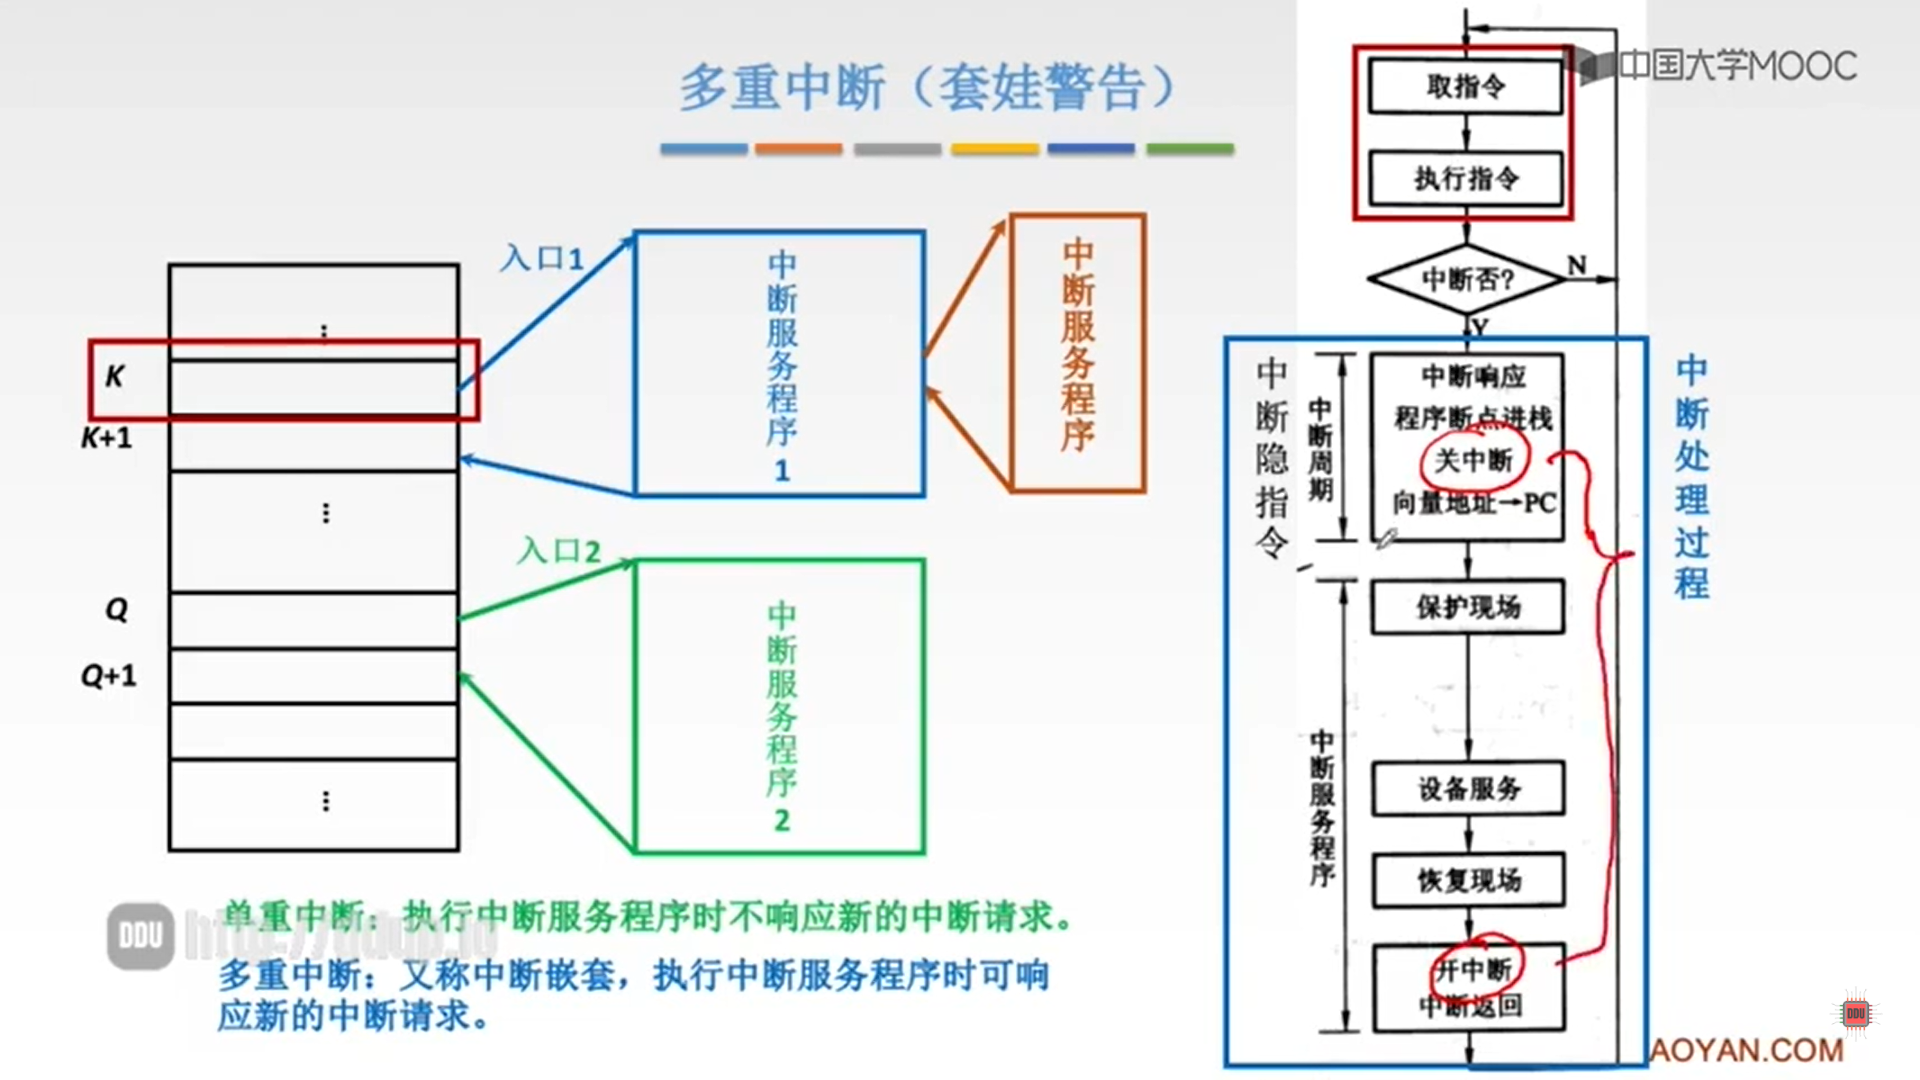 多重中断（套娃警告）
中国大学MOOC
K
K+1
Q
Q+1
入口1
中断服务程序1
中断服务程序
入口2
中断服务程序2
单重中断：执行中断服务程序时不响应新的中断请求。
多重中断：又称中断嵌套，执行中断服务程序时可响
应新的中断请求。
取指令
执行指令
中断否?
N
Y
中断隐指令
中断周期
中断响应
程序断点进栈
关中断
向量地址→PC
中断处理过程
中断服务程序
保护现场
设备服务
恢复现场
开中断
中断返回
DDU
DDU
AOYAN.COM